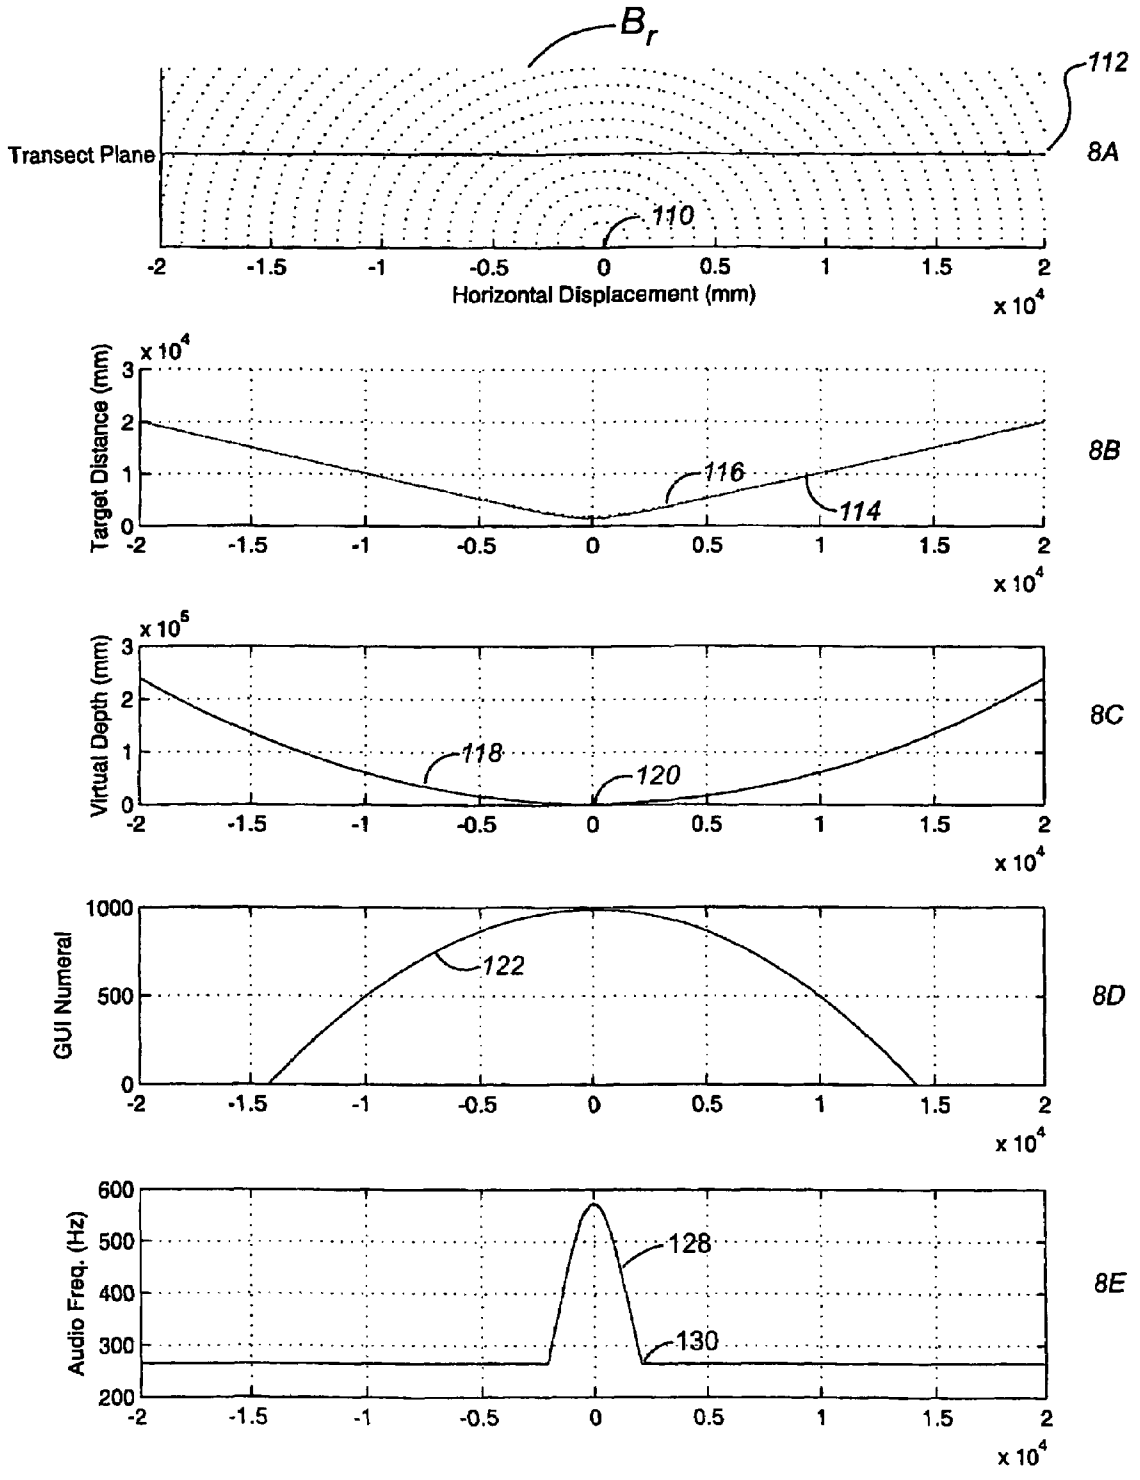 B_r
112
Transect Plane
8A
110
-2 -1.5 -1 -0.5 0 0.5 1 1.5 2
Horizontal Displacement (mm)
x 10^4
x 10^4
Target Distance (mm)
3
2
1
0
116
114
8B
-2 -1.5 -1 -0.5 0 0.5 1 1.5 2
x 10^4
x 10^5
Virtual Depth (mm)
3
2
1
0
118
120
8C
-2 -1.5 -1 -0.5 0 0.5 1 1.5 2
x 10^4
GUI Numeral
1000
500
0
122
8D
-2 -1.5 -1 -0.5 0 0.5 1 1.5 2
x 10^4
Audio Freq. (Hz)
600
500
400
300
200
128
130
8E
-2 -1.5 -1 -0.5 0 0.5 1 1.5 2
x 10^4